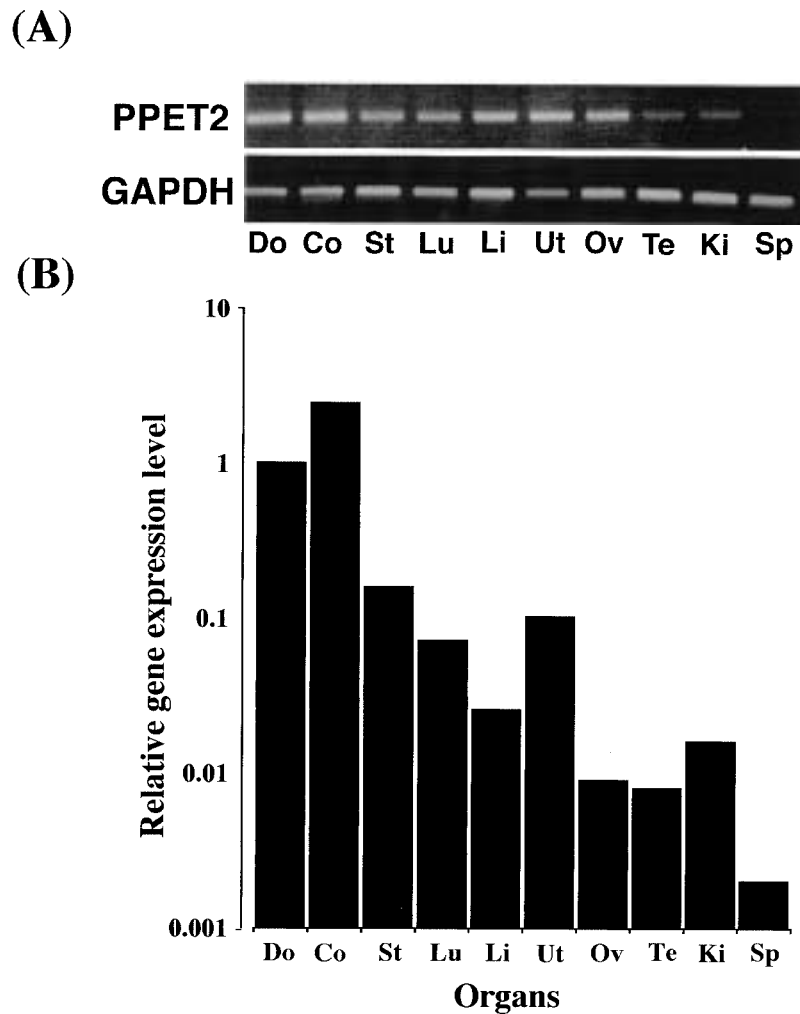 (A)
PPET2
GAPDH
Do Co St Lu Li Ut Ov Te Ki Sp
(B)
10
1
0.1
0.01
0.001
Relative gene expression level
Do Co St Lu Li Ut Ov Te Ki Sp
Organs